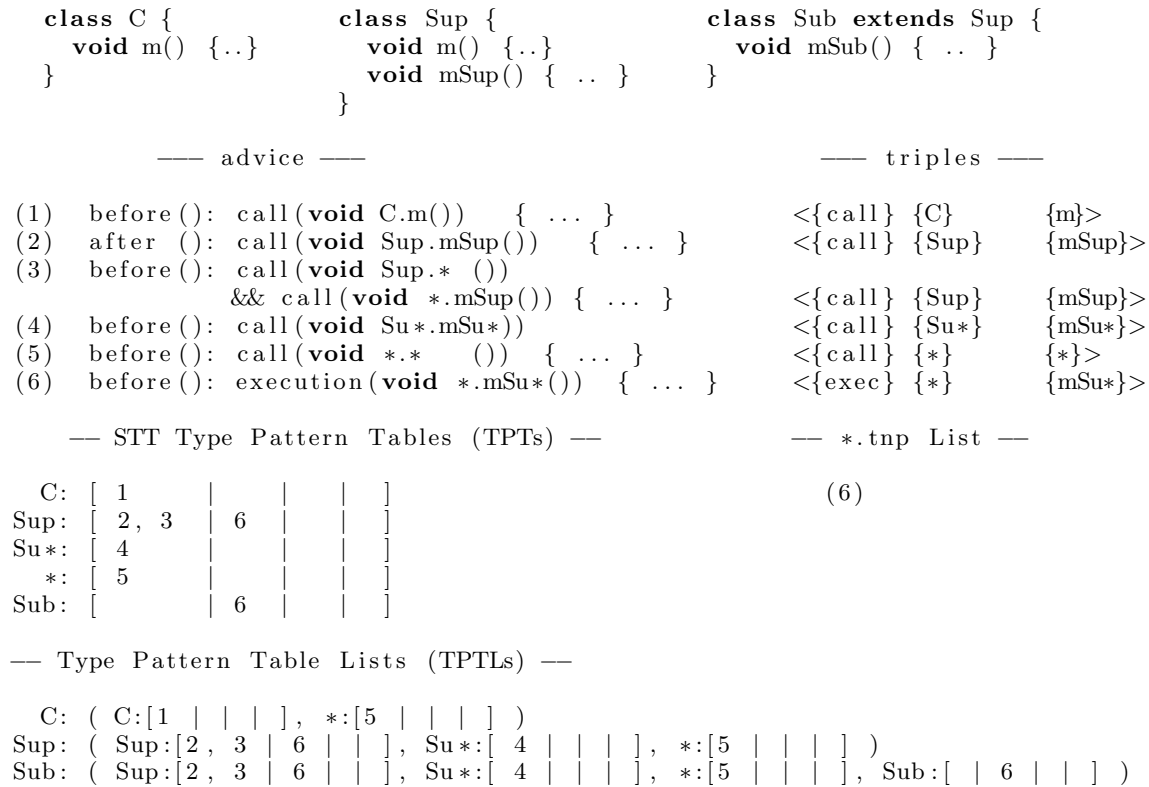 class C { class Sup { class Sub extends Sup {
void m() {..} void m() {..} void mSub() { .. }
} void mSup() { .. } }
}
—— advice —— —— triples ——
(1) before(): call(void C.m()) { ... } <{call} {C} {m}>
(2) after (): call(void Sup.mSup()) { ... } <{call} {Sup} {mSup}>
(3) before(): call(void Sup.* ())
&& call(void *.mSup()) { ... } <{call} {Sup} {mSup}>
(4) before(): call(void Su*.mSu*)) <{call} {Su*} {mSu*}>
(5) before(): call(void *.* ()) { ... } <{call} {*} {*}>
(6) before(): execution(void *.mSu*()) { ... } <{exec} {*} {mSu*}>
—— STT Type Pattern Tables (TPTs) —— —— *.tnp List ——
C: [ 1 | | | ] (6)
Sup: [ 2, 3 | 6 | | ]
Su*: [ 4 | | | ]
*: [ 5 | | | ]
Sub: [ | 6 | | ]
—— Type Pattern Table Lists (TPTLs) ——
C: ( C:[1 | | | ], *:[5 | | | ] )
Sup: ( Sup:[2, 3 | 6 | | ], Su*:[ 4 | | | ], *:[5 | | | ] )
Sub: ( Sup:[2, 3 | 6 | | ], Su*:[ 4 | | | ], *:[5 | | | ], Sub:[ | 6 | | ] )